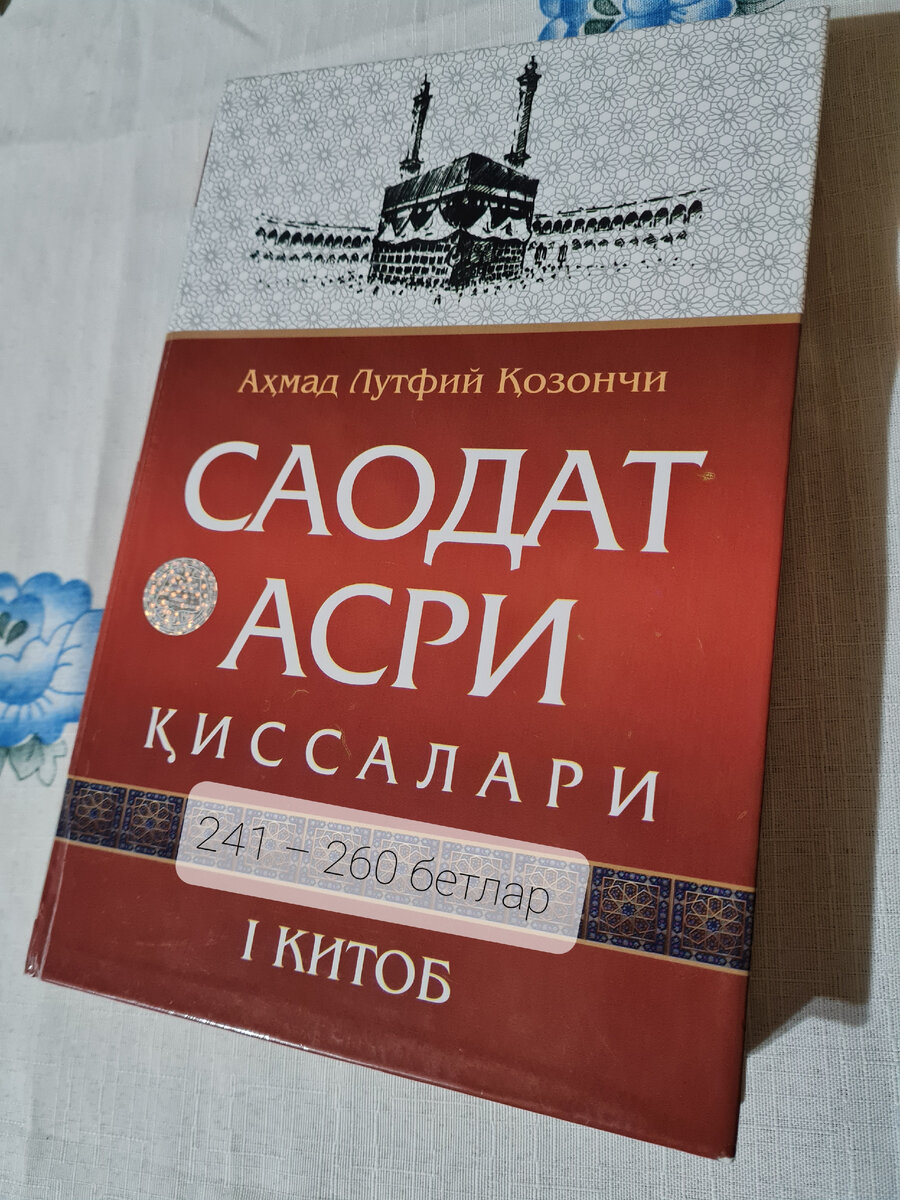 Аҳмад Лутфий Қозончи
САОДАТ
АСРИ
ҚИССАЛАРИ
241 – 260 бетлар
I КИТОБ